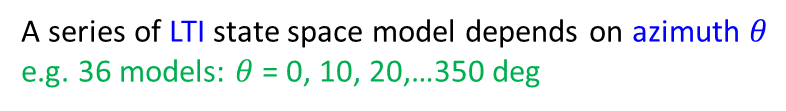 A series of LTI state space model depends on azimuth θ
e.g. 36 models: θ = 0, 10, 20,...350 deg